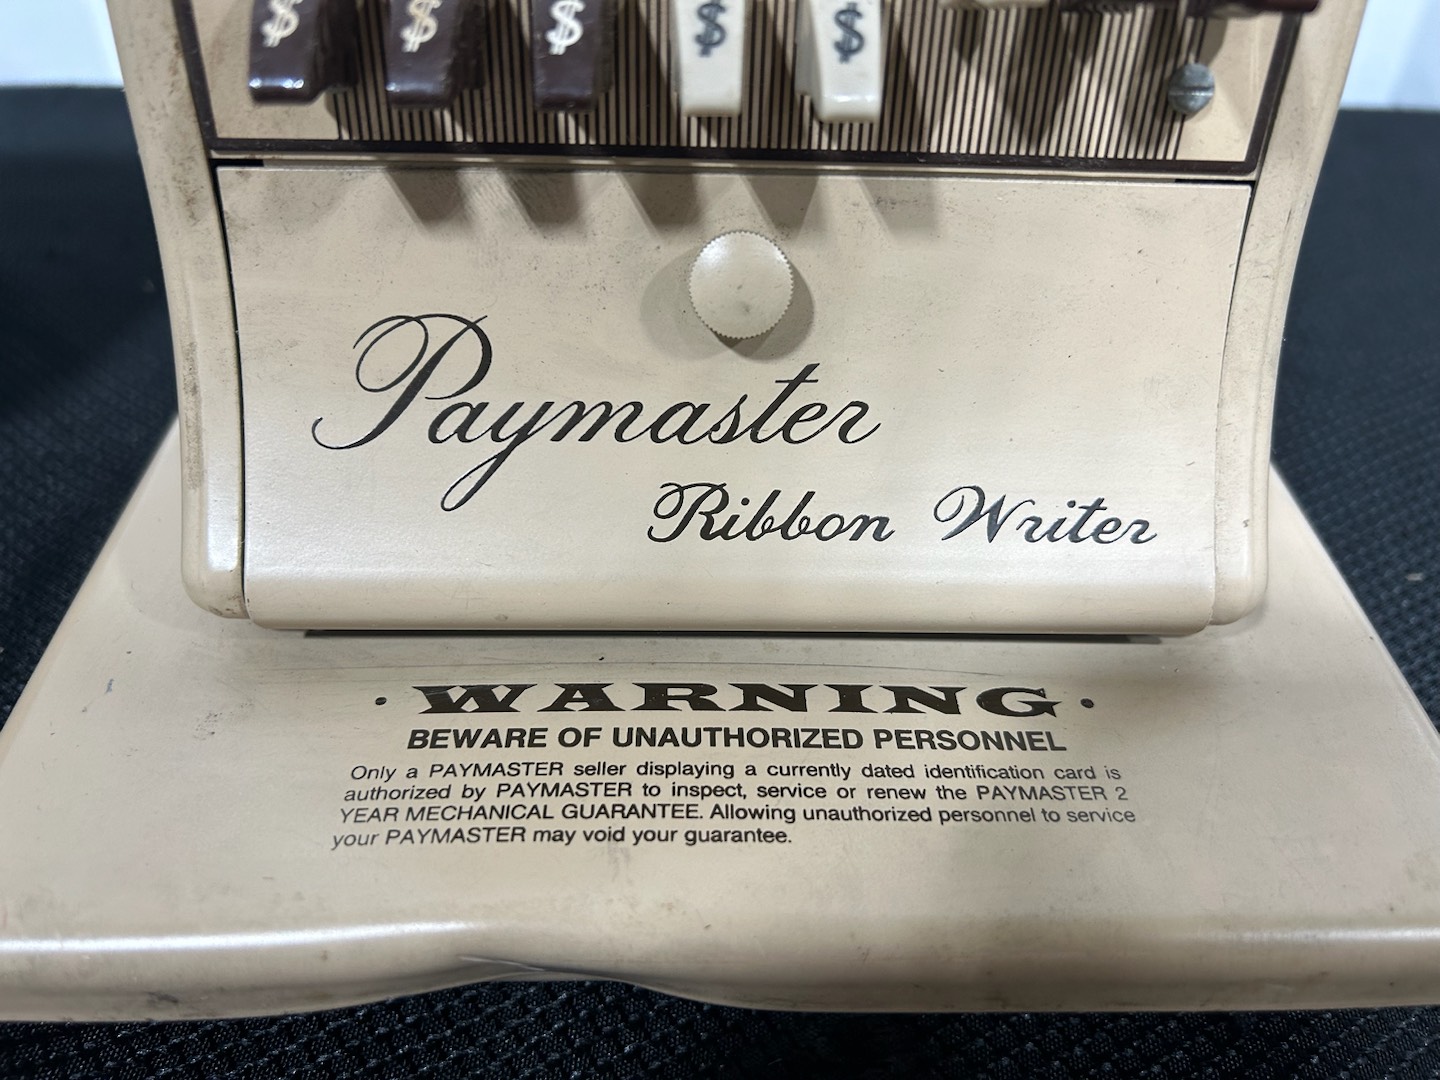 $ $ $ $ $
Paymaster
Ribbon Writer
· WARNING ·
BEWARE OF UNAUTHORIZED PERSONNEL
Only a PAYMASTER seller displaying a currently dated identification card is
authorized by PAYMASTER to inspect, service or renew the PAYMASTER 2
YEAR MECHANICAL GUARANTEE. Allowing unauthorized personnel to service
your PAYMASTER may void your guarantee.